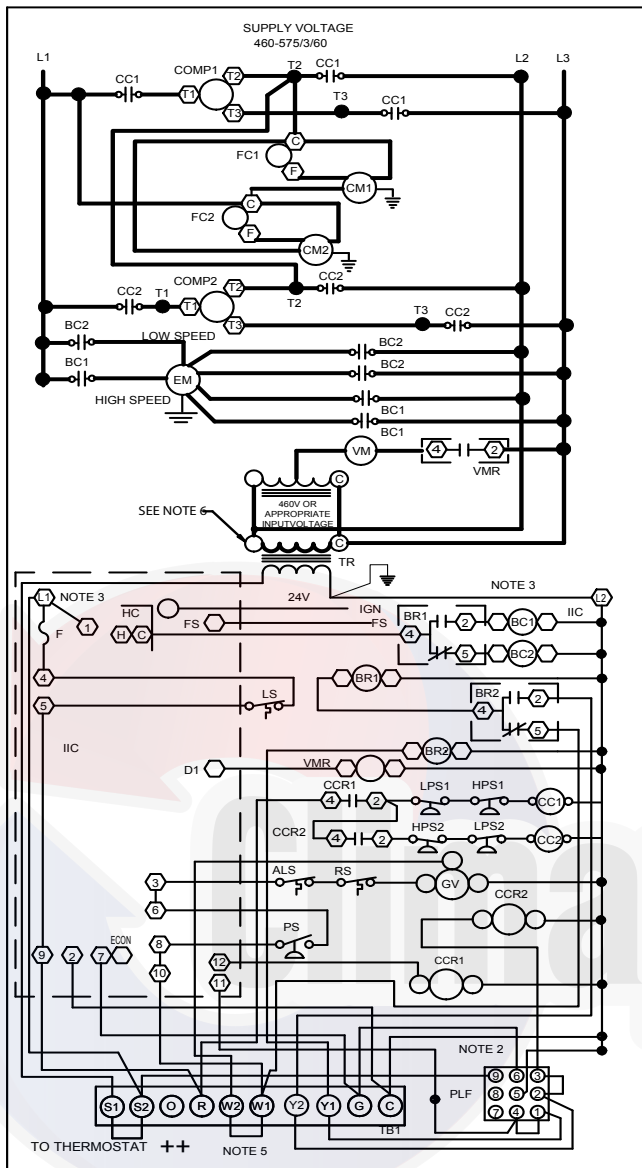 SUPPLY VOLTAGE
460-575/3/60
L1 T2 L2 L3
CC1 COMP1 T2 CC1
T1
T3 T3 CC1
C
FC1
F
CM1
C
FC2
F
CM2
COMP2
CC2 T1 T1 T2 T2 CC2
T3 T3 CC2
BC2 LOW SPEED
BC2
BC1 EM BC2
HIGH SPEED
BC1
BC1
VM 4 2
VMR
C
460V OR
APPROPRIATE
INPUTVOLTAGE
SEE NOTE 6
C
TR
24V
L1 NOTE 3 NOTE 3 L2
HC IGN BR1 IIC
F 1 FS FS 2 BC1
H C 4
5 BC2
4 BR1
LS BR2
5 2
4
5
IIC BR2
D1 VMR
CCR1 LPS1 HPS1
4 2 CC1
CCR2 HPS2 LPS2
4 2 CC2
ALS RS
3 GV
CCR2
6 PS
ECON
9 2 7 8 12
CCR1
10 11
NOTE 2
9 6 3
PLF 8 5 2
7 4 1
S1 S2 O R W2 W1 Y2 Y1 G C
TB1
TO THERMOSTAT ++ NOTE 5
Clima